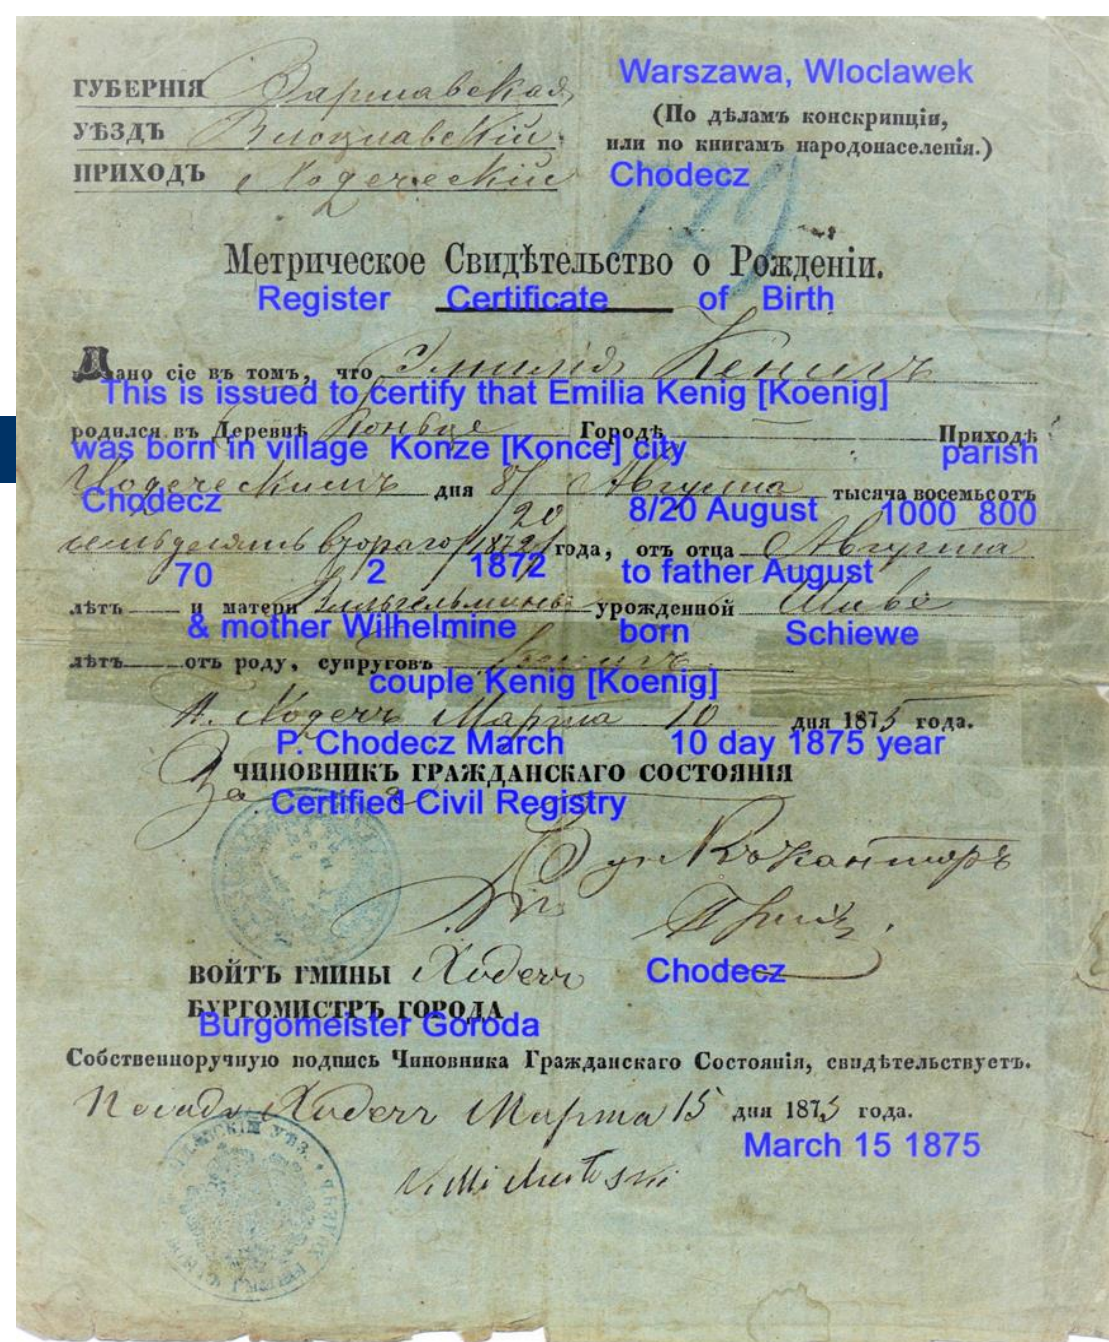 ГУБЕРНІЯ Варшавская
Warszawa, Wloclawek
УѢЗДЪ Влоцлавскій
(По дѣламъ конскрипціи,
или по книгамъ народонаселенія.)
ПРИХОДЪ Ходеческій
Chodecz
129
Метрическое Свидѣтельство о Рожденіи.
Register Certificate of Birth
Дано сіе въ томъ, что Эмилія Кенигъ
This is issued to certify that Emilia Kenig [Koenig]
родился въ Деревнѣ Коньце Городѣ — Приходѣ
was born in village Konze [Konce] city parish
Ходеческимъ дня 8/20 Августа тысяча восемьсотъ
Chodecz 8/20 August 1000 800
семьдесятъ втораго /1872/ года, отъ отца Августа
70 2 1872 to father August
лѣтъ — и матери Вильгельмины урожденной Шиве
& mother Wilhelmine born Schiewe
лѣтъ — отъ роду, супруговъ Кенигъ
couple Kenig [Koenig]
П. Ходечъ Марта 10 дня 1875 года.
P. Chodecz March 10 day 1875 year
За ЧИНОВНИКЪ ГРАЖДАНСКАГО СОСТОЯНІЯ
Certified Civil Registry
ВОЙТЪ ГМИНЫ Ходечъ
Chodecz
БУРГОМИСТРЪ ГОРОДА
Burgomeister Goroda
Собственноручную подпись Чиновника Гражданскаго Состоянія, свидѣтельствуетъ.
Посадъ Ходечъ Марта 15 дня 1875 года.
March 15 1875